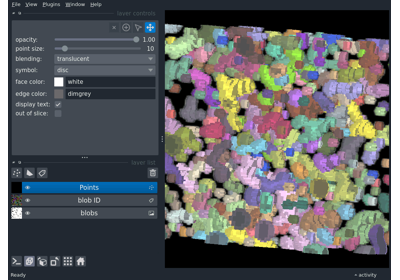 File View Plugins Window Help
layer controls
opacity: 1.00
point size: 10
blending: translucent
symbol: disc
face color: white
edge color: dimgrey
display text:
out of slice:
layer list
Points
blob ID
blobs
Ready
activity